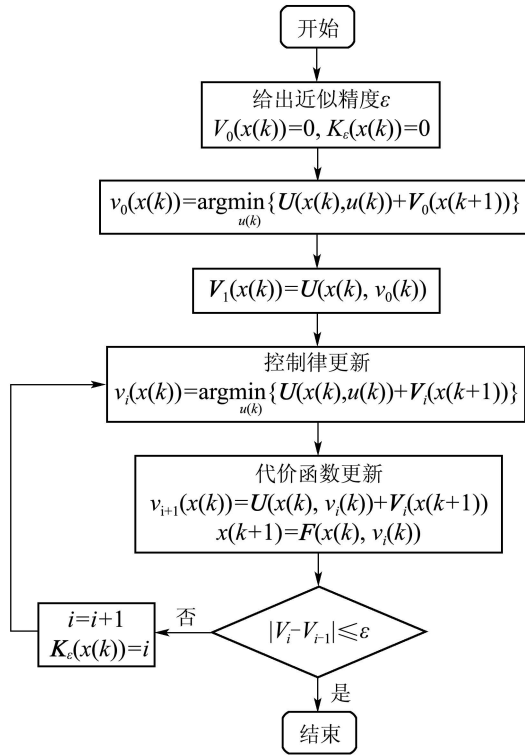 开始
给出近似精度ε
V₀(x(k))=0, Kε(x(k))=0
v₀(x(k))=argmin{U(x(k),u(k))+V₀(x(k+1))}
u(k)
V₁(x(k))=U(x(k), v₀(k))
控制律更新
vᵢ(x(k))=argmin{U(x(k),u(k))+Vᵢ(x(k+1))}
u(k)
代价函数更新
vᵢ₊₁(x(k))=U(x(k), vᵢ(k))+Vᵢ(x(k+1))
x(k+1)=F(x(k), vᵢ(k))
|Vᵢ−Vᵢ₋₁|≤ε
否
i=i+1
Kε(x(k))=i
是
结束